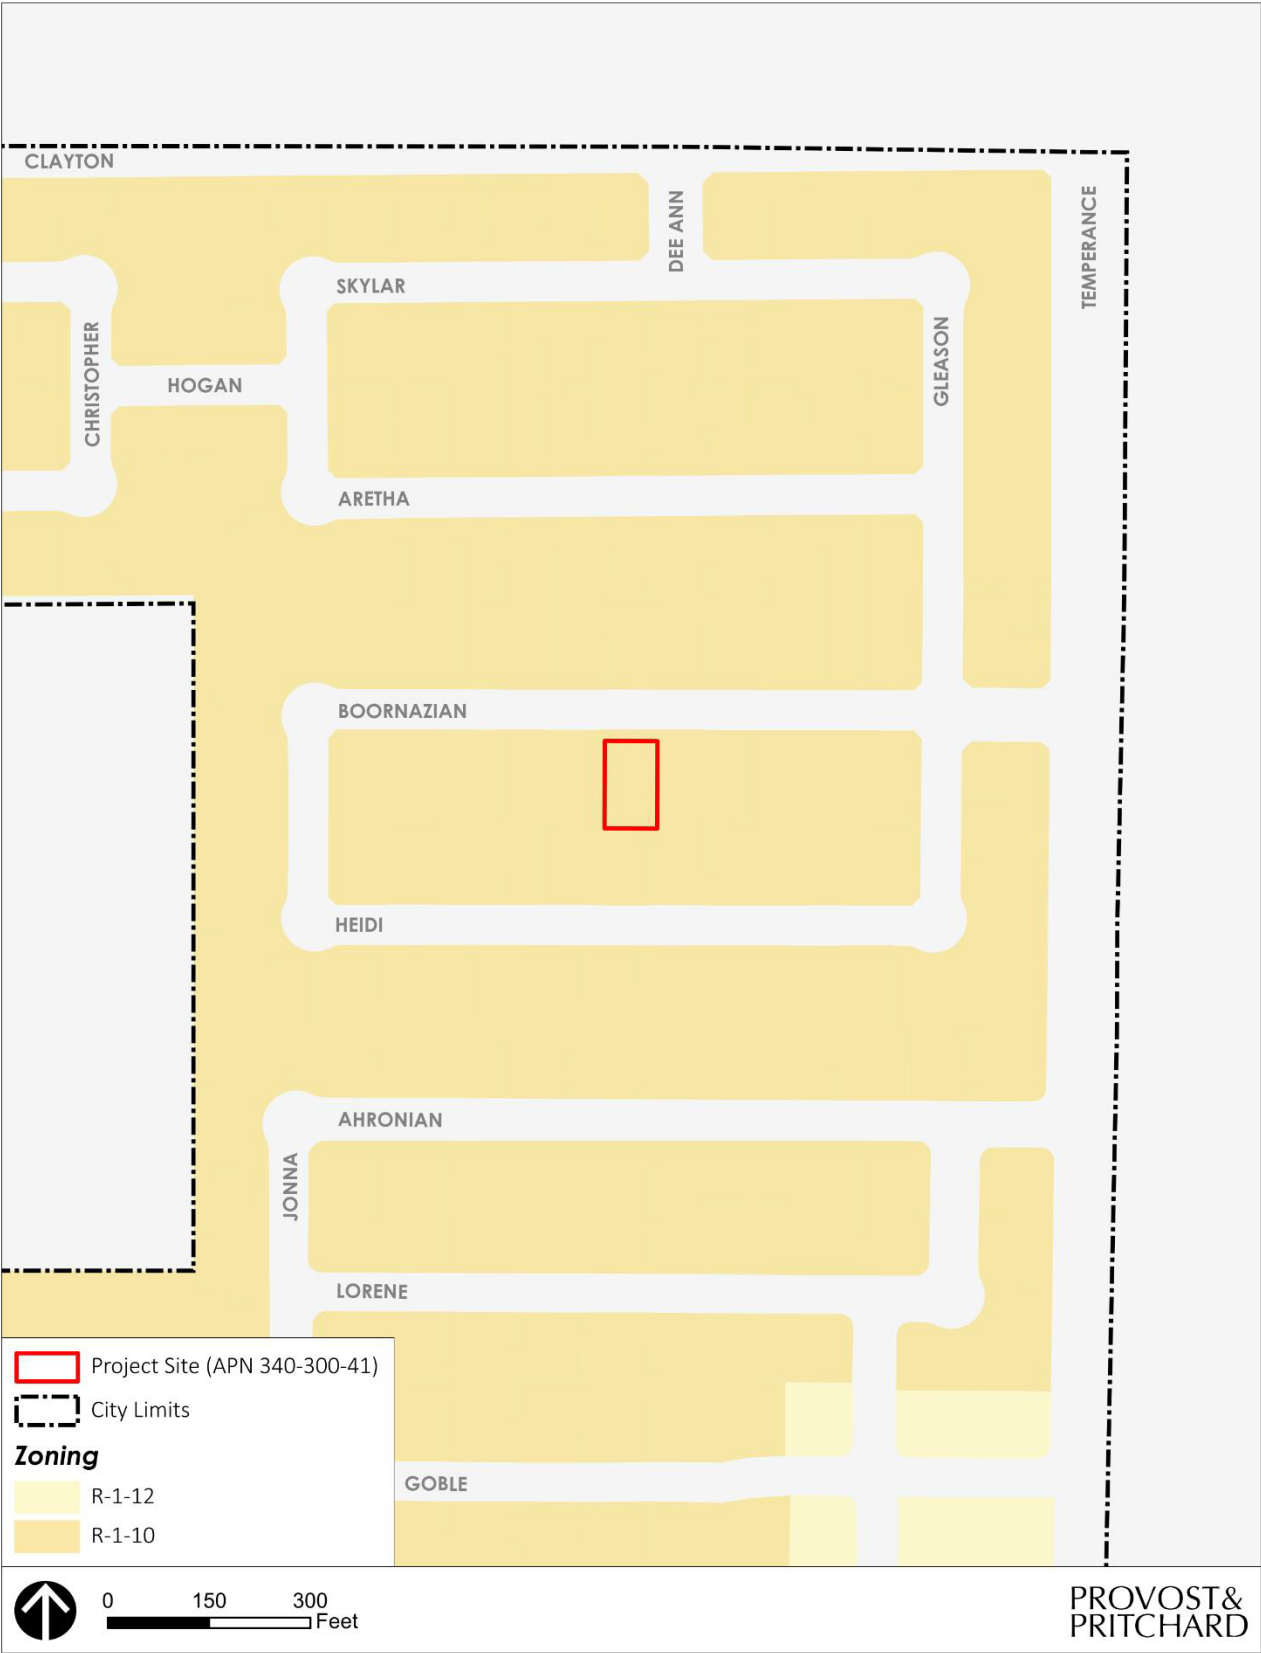 CLAYTON
DEE ANN
TEMPERANCE
SKYLAR
CHRISTOPHER
GLEASON
HOGAN
ARETHA
BOORNAZIAN
HEIDI
AHRONIAN
JONNA
LORENE
Project Site (APN 340-300-41)
City Limits
Zoning
R-1-12
R-1-10
GOBLE
0 150 300
Feet
PROVOST&
PRITCHARD